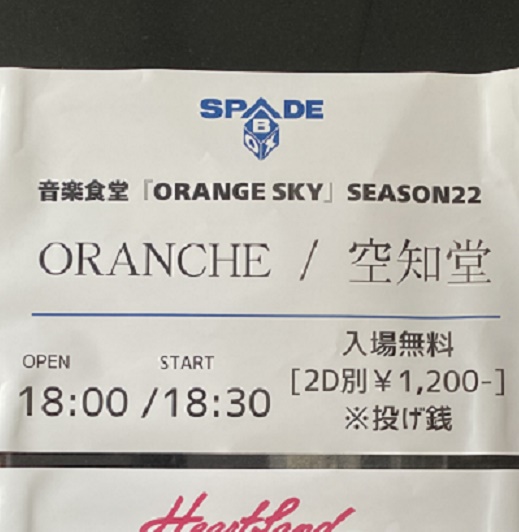 SPADE
BOX
音楽食堂『ORANGE SKY』SEASON22
ORANCHE / 空知堂
OPEN START
18:00 /18:30
入場無料
[2D別￥1,200-]
※投げ銭
HeartLand